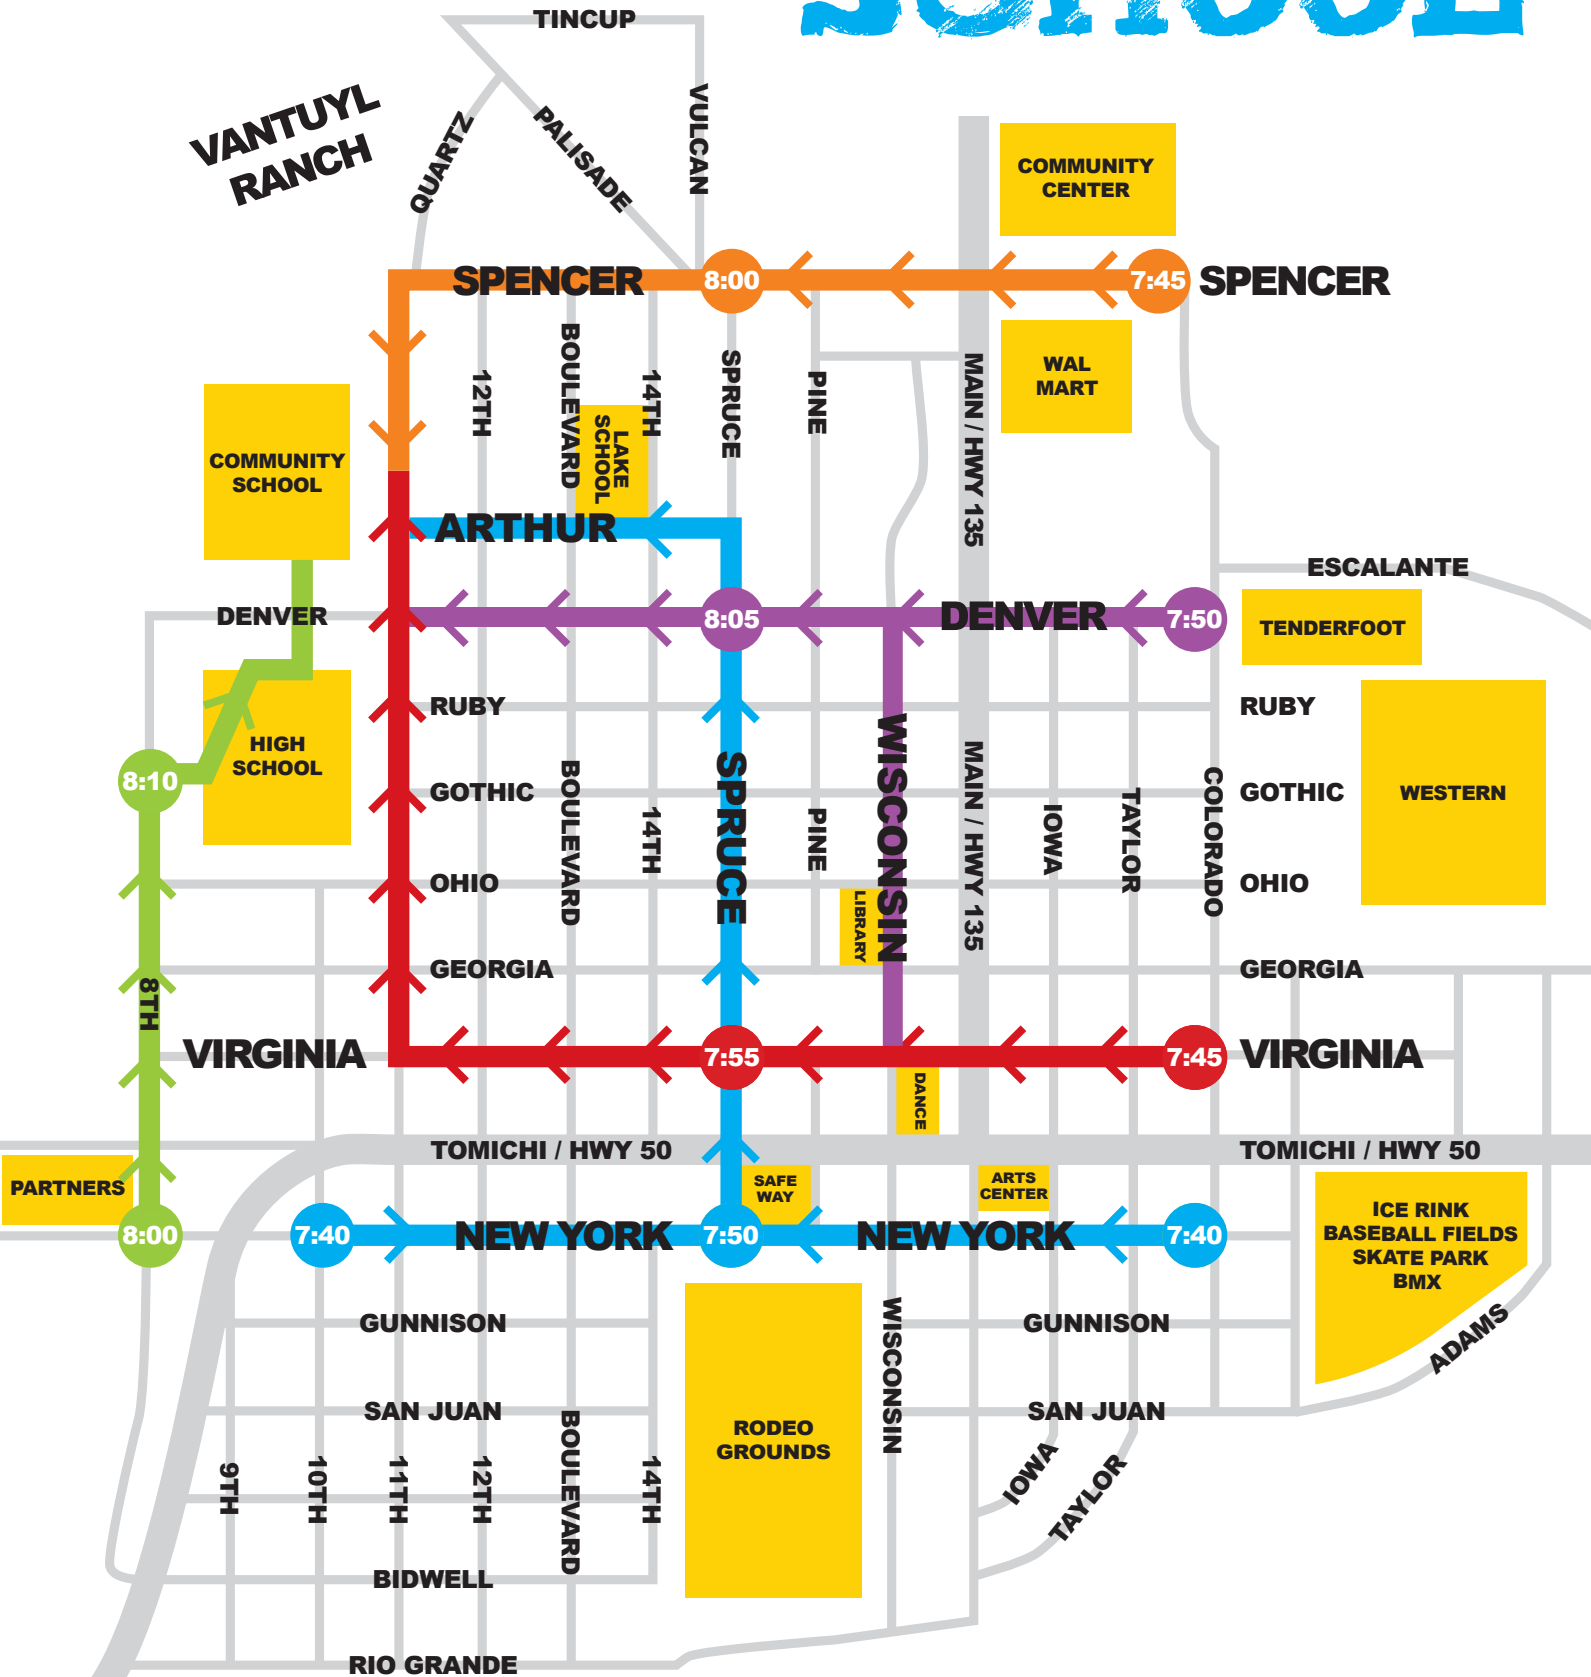 SCHOOL
TINCUP
VANTUYL
RANCH
QUARTZ
PALISADE
VULCAN
COMMUNITY
CENTER
SPENCER
8:00
7:45
SPENCER
12TH
BOULEVARD
LAKE
SCHOOL
14TH
SPRUCE
PINE
MAIN / HWY 135
WAL
MART
COMMUNITY
SCHOOL
ARTHUR
ESCALANTE
DENVER
8:05
DENVER
7:50
TENDERFOOT
RUBY
RUBY
HIGH
SCHOOL
8:10
GOTHIC
BOULEVARD
14TH
SPRUCE
PINE
WISCONSIN
MAIN / HWY 135
IOWA
TAYLOR
COLORADO
GOTHIC
WESTERN
OHIO
LIBRARY
OHIO
8TH
GEORGIA
GEORGIA
VIRGINIA
7:55
7:45
VIRGINIA
DANCE
TOMICHI / HWY 50
TOMICHI / HWY 50
PARTNERS
SAFE
WAY
ARTS
CENTER
8:00
7:40
NEW YORK
7:50
NEW YORK
7:40
ICE RINK
BASEBALL FIELDS
SKATE PARK
BMX
GUNNISON
WISCONSIN
GUNNISON
ADAMS
SAN JUAN
SAN JUAN
RODEO
GROUNDS
9TH
10TH
11TH
12TH
BOULEVARD
14TH
IOWA
TAYLOR
BIDWELL
RIO GRANDE